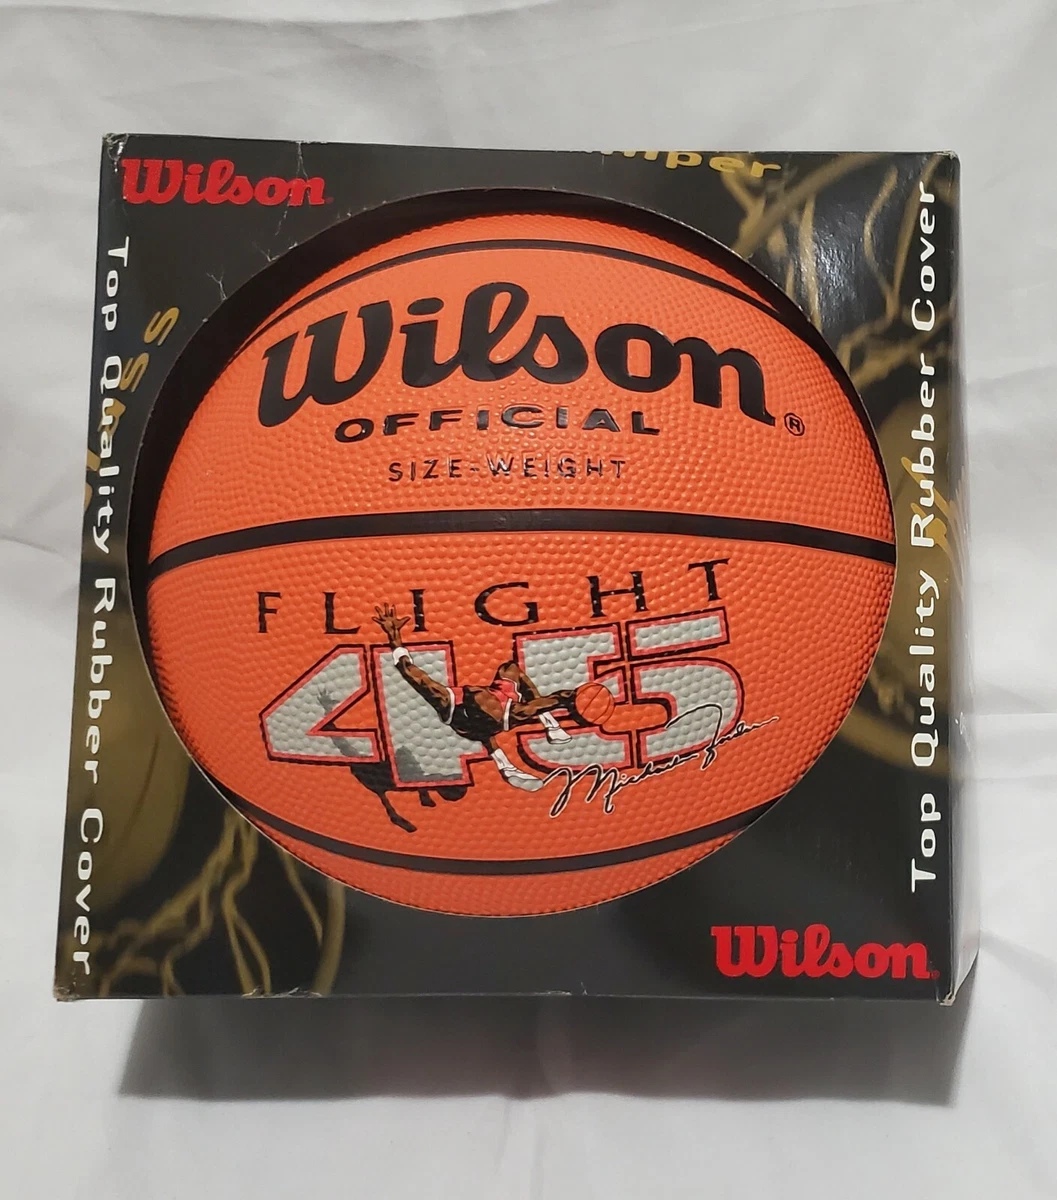 Wilson
Top Quality Rubber Cover
Wilson®
OFFICIAL
SIZE-WEIGHT
FLIGHT
45
Michael Jordan
Top Quality Rubber Cover
Wilson